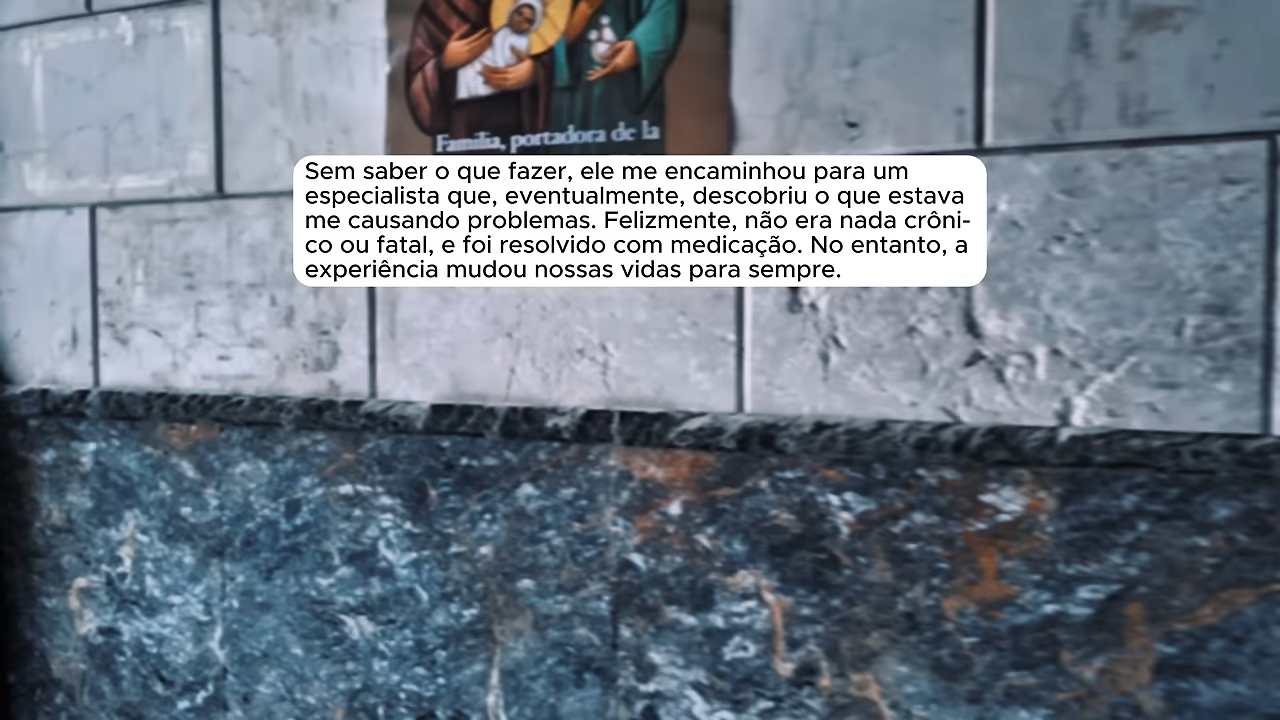 Familia, portadora de la
Sem saber o que fazer, ele me encaminhou para um
especialista que, eventualmente, descobriu o que estava
me causando problemas. Felizmente, não era nada crôni-
co ou fatal, e foi resolvido com medicação. No entanto, a
experiência mudou nossas vidas para sempre.